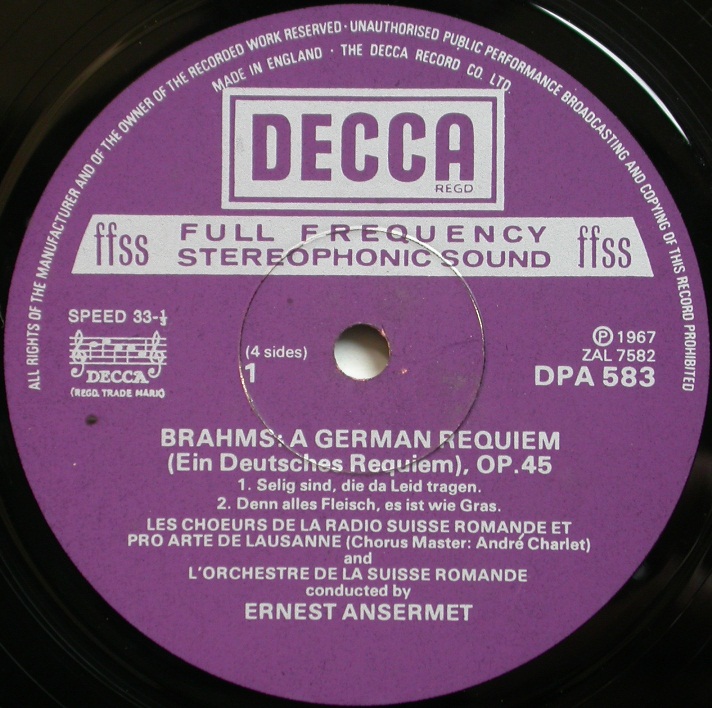 ALL RIGHTS OF THE MANUFACTURER AND OF THE OWNER OF THE RECORDED WORK RESERVED · UNAUTHORISED PUBLIC PERFORMANCE BROADCASTING AND COPYING OF THIS RECORD PROHIBITED
MADE IN ENGLAND · THE DECCA RECORD CO. LTD.
DECCA
REGD
ffss FULL FREQUENCY STEREOPHONIC SOUND ffss
SPEED 33-⅓
DECCA
(REGD. TRADE MARK)
(4 sides)
1
Ⓟ 1967
ZAL 7582
DPA 583
BRAHMS: A GERMAN REQUIEM
(Ein Deutsches Requiem), OP.45
1. Selig sind, die da Leid tragen.
2. Denn alles Fleisch, es ist wie Gras.
LES CHOEURS DE LA RADIO SUISSE ROMANDE ET
PRO ARTE DE LAUSANNE (Chorus Master: André Charlet)
and
L'ORCHESTRE DE LA SUISSE ROMANDE
conducted by
ERNEST ANSERMET